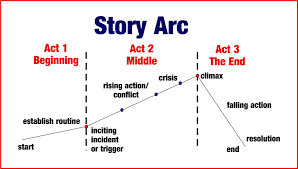 Story Arc
Act 1
Beginning
Act 2
Middle
Act 3
The End
crisis
climax
rising action/
conflict
falling action
establish routine
inciting
incident
or trigger
start
resolution
end